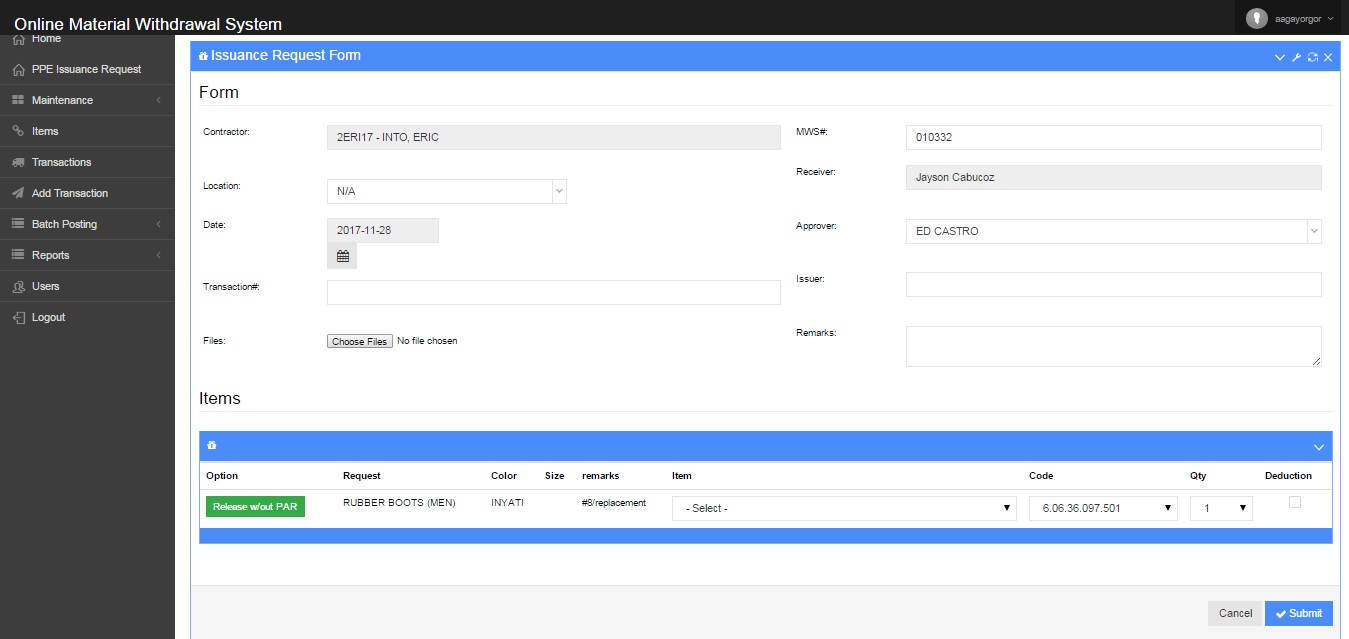 Online Material Withdrawal System
aagayorgor
Home
PPE Issuance Request
Maintenance
Items
Transactions
Add Transaction
Batch Posting
Reports
Users
Logout
Issuance Request Form
Form
Contractor:
2ERI17 - INTO, ERIC
Location:
N/A
Date:
2017-11-28
Transaction#:
Files:
Choose Files No file chosen
MWS#:
010332
Receiver:
Jayson Cabucoz
Approver:
ED CASTRO
Issuer:
Remarks:
Items
Option Request Color Size remarks Item Code Qty Deduction
Release w/out PAR RUBBER BOOTS (MEN) INYATI #8/replacement - Select - 6.06.36.097.501 1
Cancel Submit